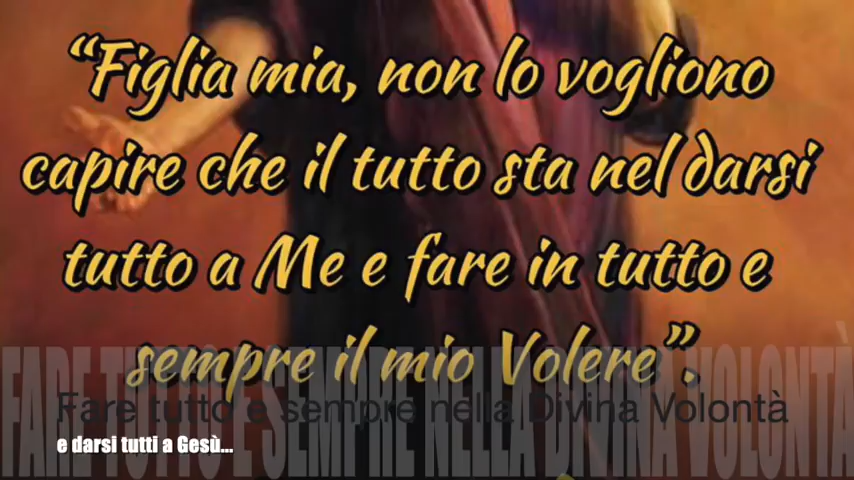 “Figlia mia, non lo vogliono
capire che il tutto sta nel darsi
tutto a Me e fare in tutto e
sempre il mio Volere”.
FARE TUTTO E SEMPRE NELLA DIVINA VOLONTÀ
Fare tutto e sempre nella Divina Volontà
e darsi tutti a Gesù...